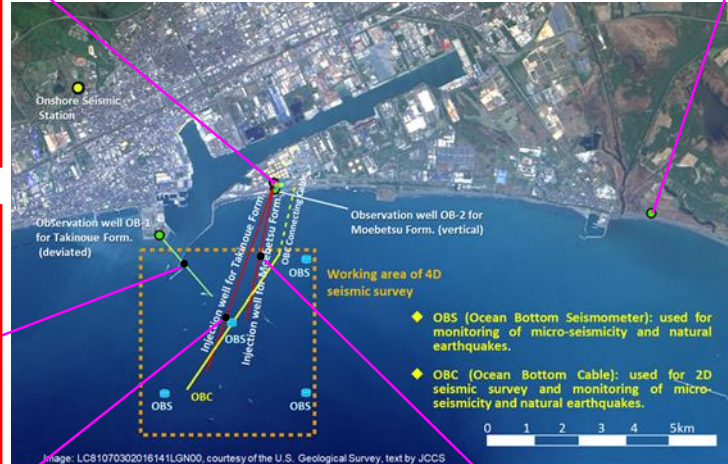 Onshore Seismic
Station
Observation well OB-1
for Takinoue Form.
(deviated)
Injection well for Takinoue Form.
Injection well for Moebetsu Form.
OBC Connecting Cable
Observation well OB-2 for
Moebetsu Form. (vertical)
OBS
Working area of 4D
seismic survey
OBS
OBS
OBS
OBC
OBS (Ocean Bottom Seismometer): used for
monitoring of micro-seismicity and natural
earthquakes.
OBC (Ocean Bottom Cable): used for 2D
seismic survey and monitoring of micro-
seismicity and natural earthquakes.
0 1 2 3 4 5km
Image: LC81070302016141LGN00, courtesy of the U.S. Geological Survey, text by JCCS